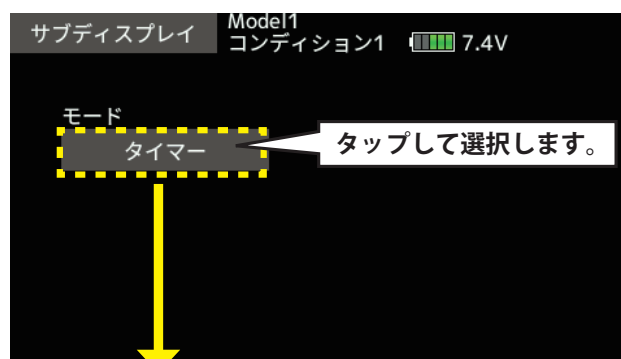 サブディスプレイ
Model1
コンディション1 7.4V
モード
タイマー
タップして選択します。